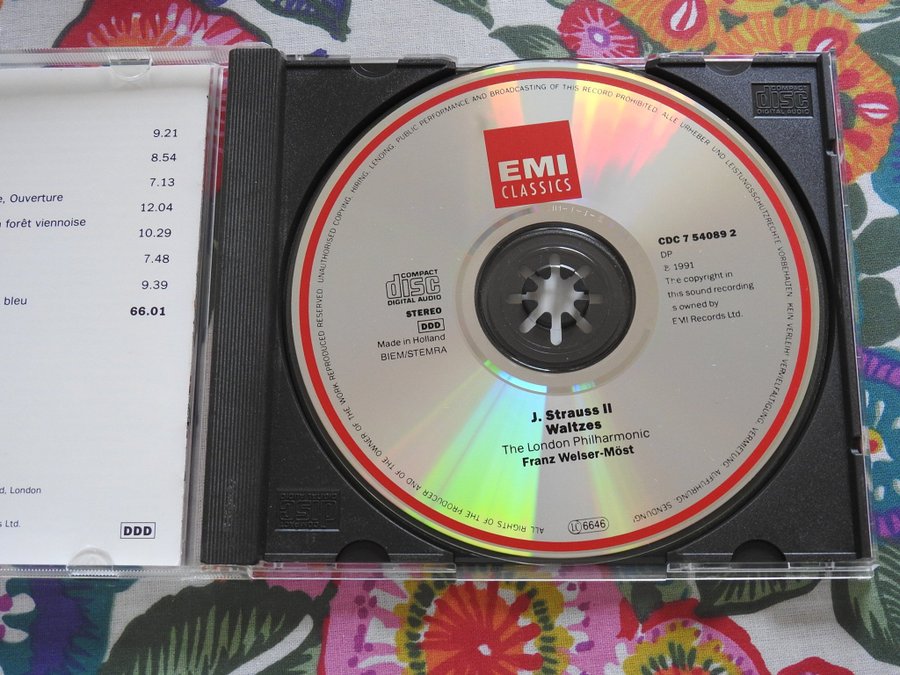 9.21
8.54
7.13
, Ouverture
12.04
forêt viennoise
10.29
7.48
9.39
bleu
66.01
d, London
s Ltd.
DDD
COMPACT
disc
DIGITAL AUDIO
UNAUTHORISED COPYING, HIRING, LENDING, PUBLIC PERFORMANCE AND BROADCASTING OF THIS RECORD PROHIBITED. ALLE URHEBER- UND LEISTUNGSSCHUTZRECHTE VORBEHALTEN. KEIN VERLEIH! VERVIELFÄLTIGUNG, VERMIETUNG, AUFFÜHRUNG, SENDUNG!
ALL RIGHTS OF THE PRODUCER AND OF THE OWNER OF THE WORK REPRODUCED RESERVED.
EMI
CLASSICS
COMPACT
disc
DIGITAL AUDIO
STEREO
DDD
Made in Holland
BIEM/STEMRA
CDC 7 54089 2
DP
℗ 1991
The copyright in
this sound recording
s owned by
EMI Records Ltd.
J. Strauss II
Waltzes
The London Philharmonic
Franz Welser-Möst
LC 6646
COMPACT
disc
DIGITAL AUDIO